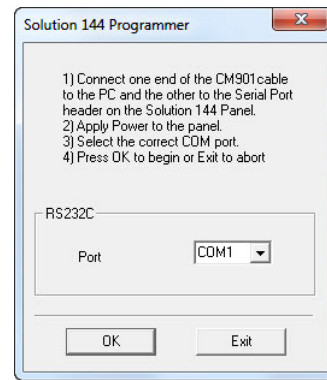 Solution 144 Programmer
1) Connect one end of the CM901cable
to the PC and the other to the Serial Port
header on the Solution 144 Panel.
2) Apply Power to the panel.
3) Select the correct COM port.
4) Press OK to begin or Exit to abort
RS232C
Port COM1
OK Exit